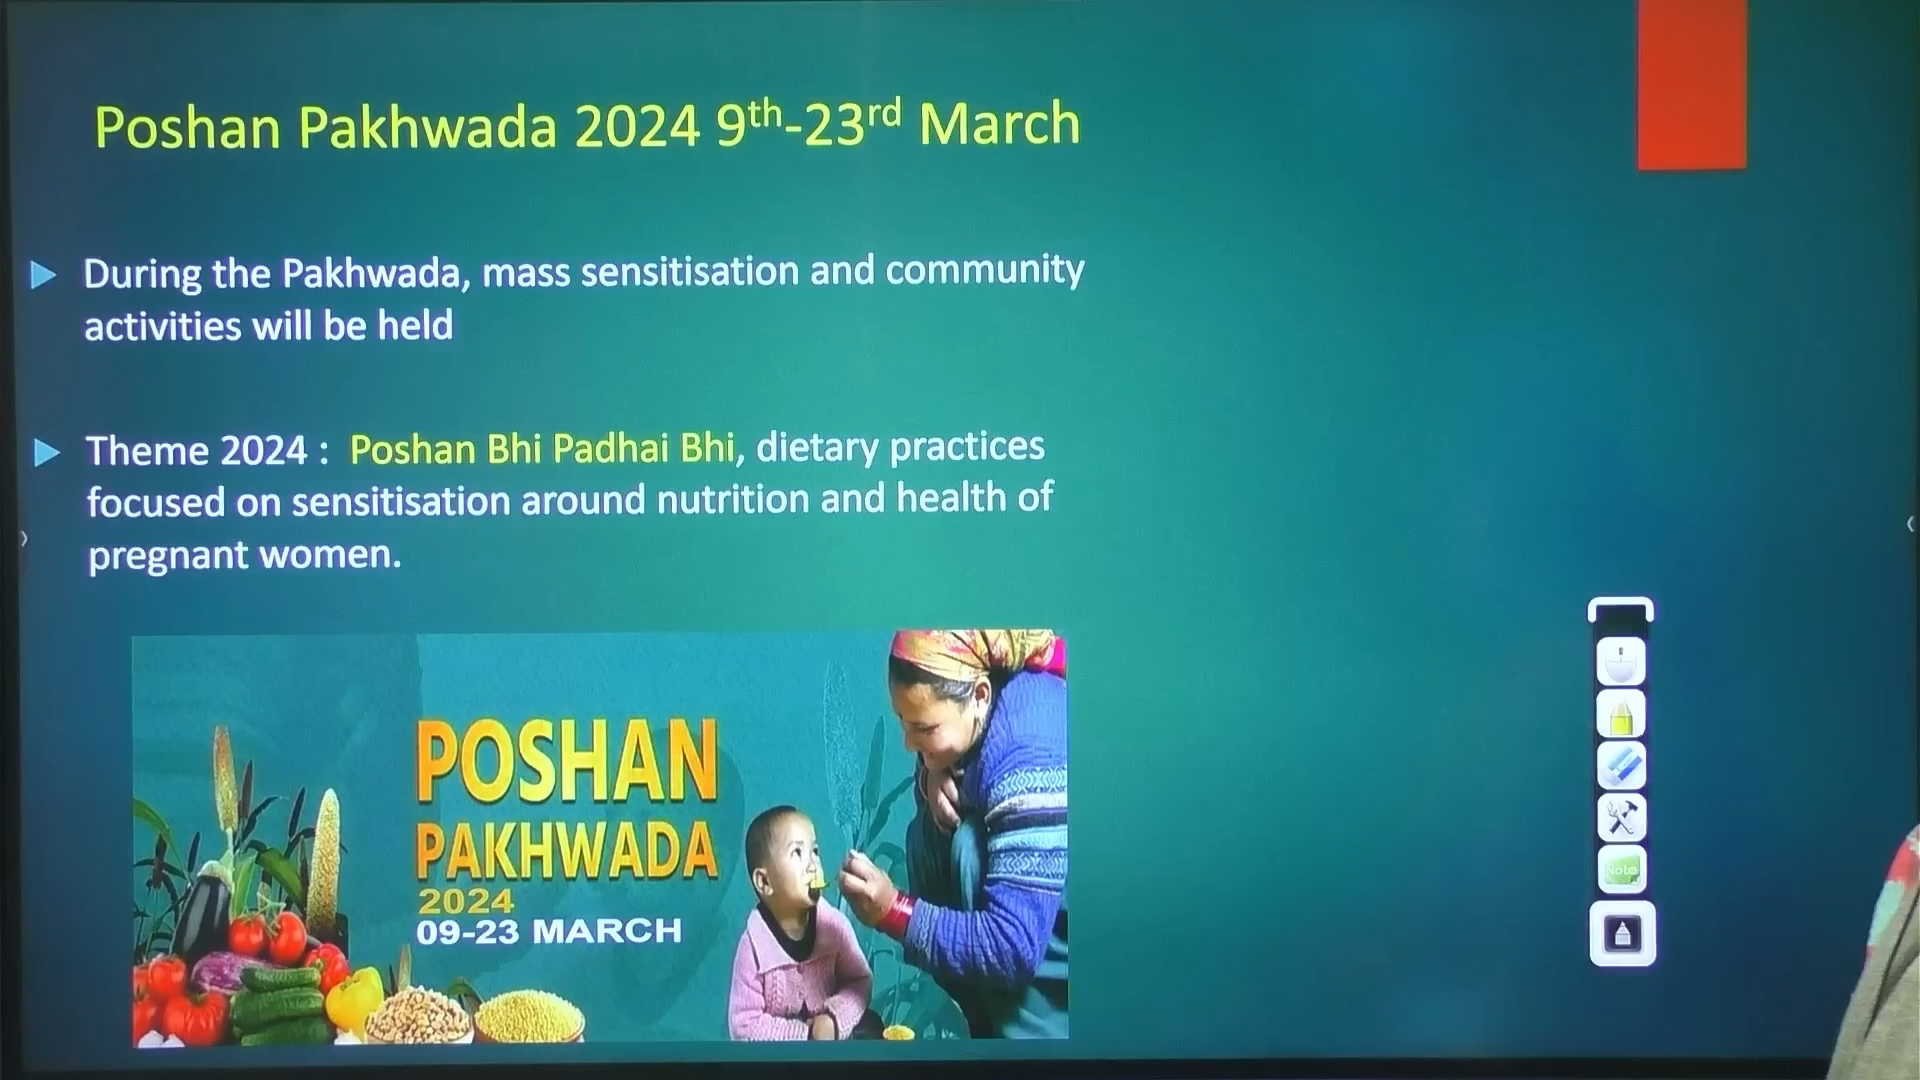 Poshan Pakhwada 2024 9th-23rd March
During the Pakhwada, mass sensitisation and community
activities will be held
Theme 2024 : Poshan Bhi Padhai Bhi, dietary practices
focused on sensitisation around nutrition and health of
pregnant women.
POSHAN
PAKHWADA
2024
09-23 MARCH
Note